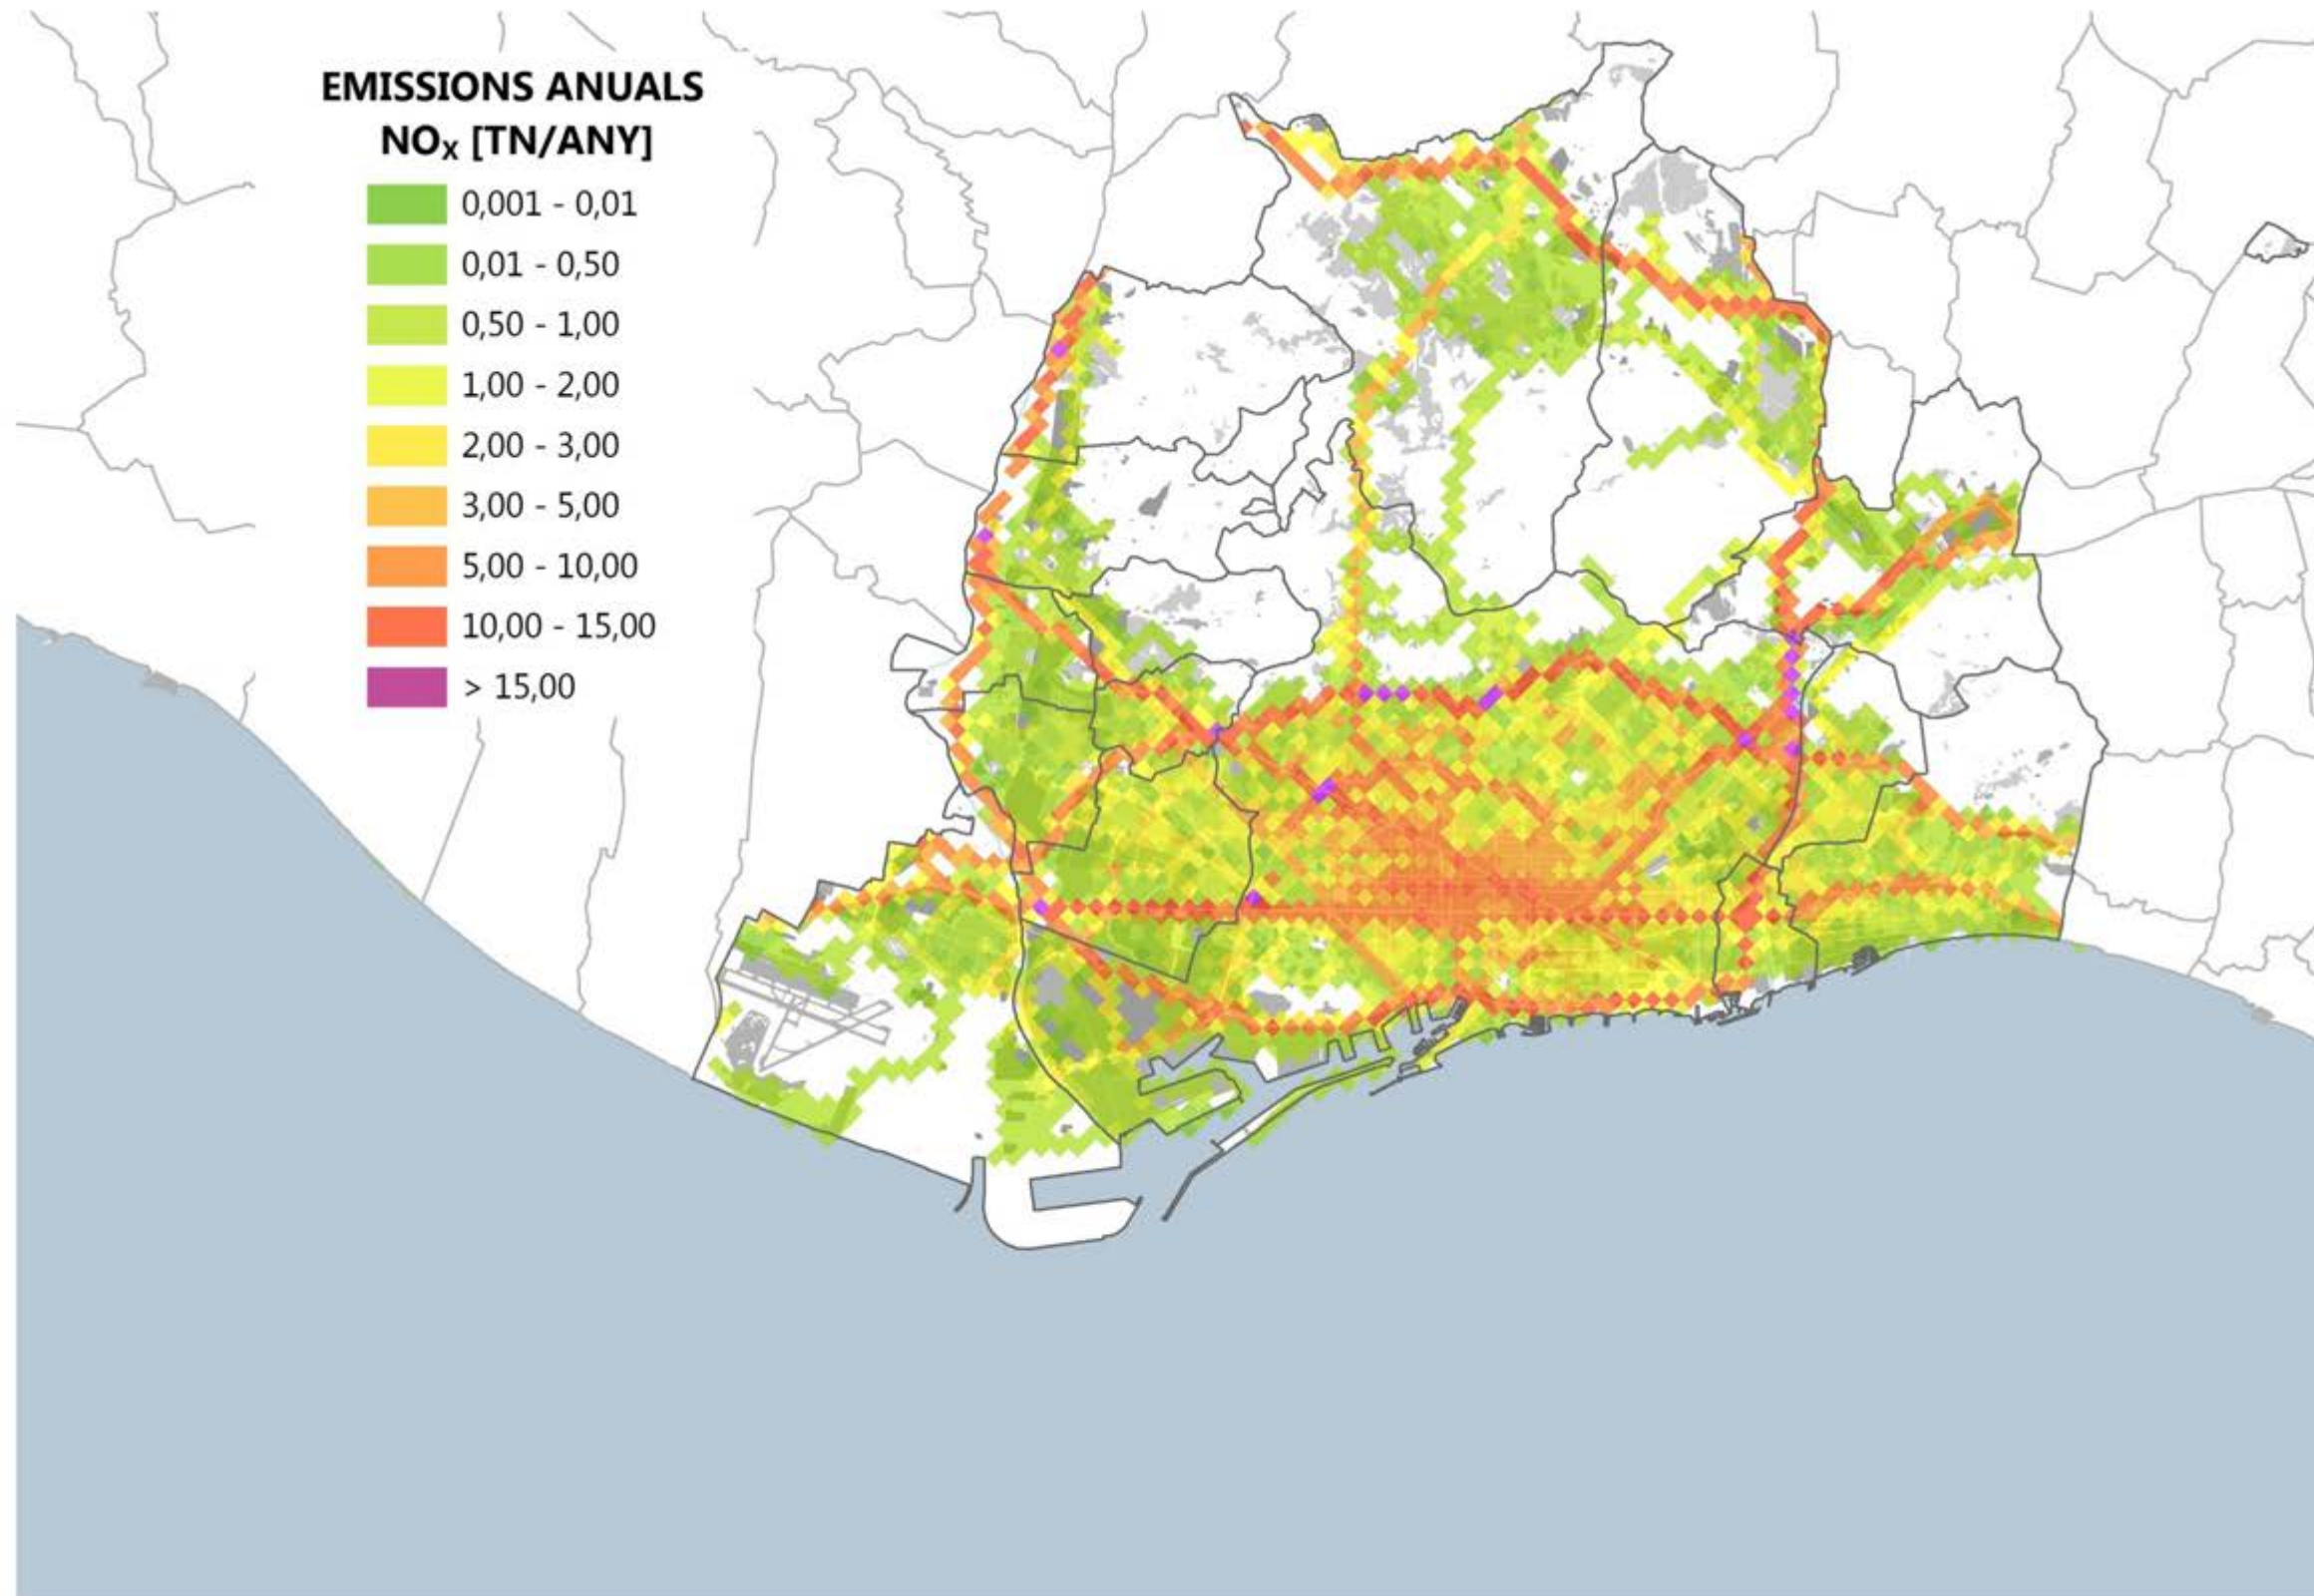 EMISSIONS ANUALS
NOX [TN/ANY]
0,001 - 0,01
0,01 - 0,50
0,50 - 1,00
1,00 - 2,00
2,00 - 3,00
3,00 - 5,00
5,00 - 10,00
10,00 - 15,00
> 15,00